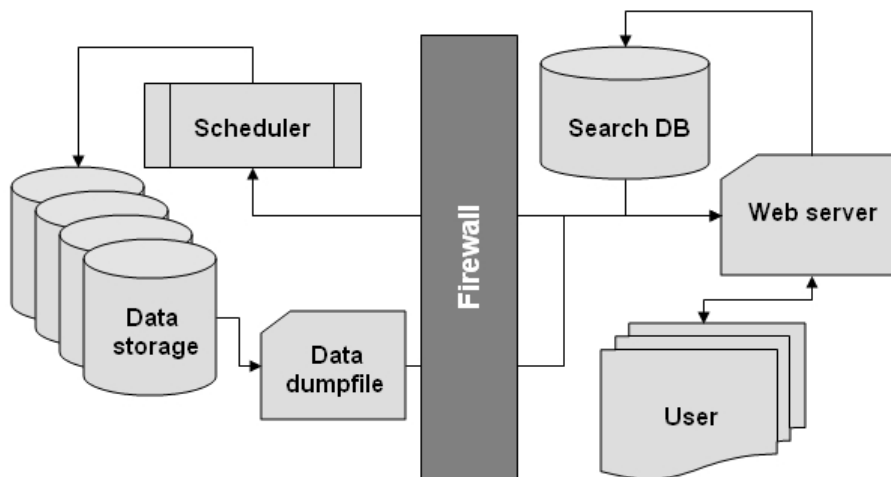 Scheduler
Search DB
Web server
Firewall
Data
storage
Data
dumpfile
User